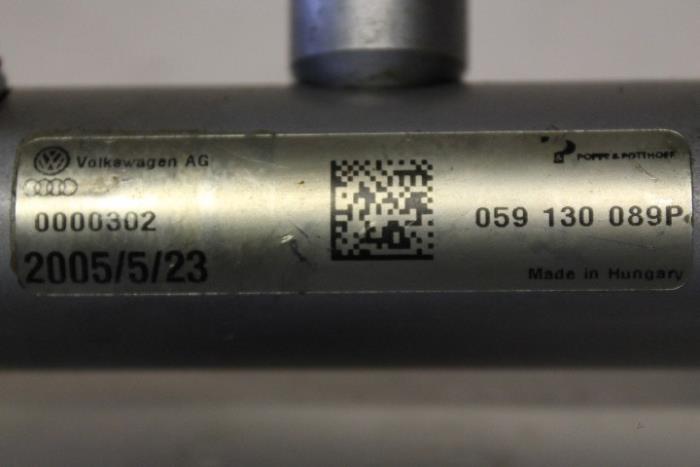 Volkswagen AG
0000302
2005/5/23
POPPE & POTTHOFF
059 130 089P
Made in Hungary